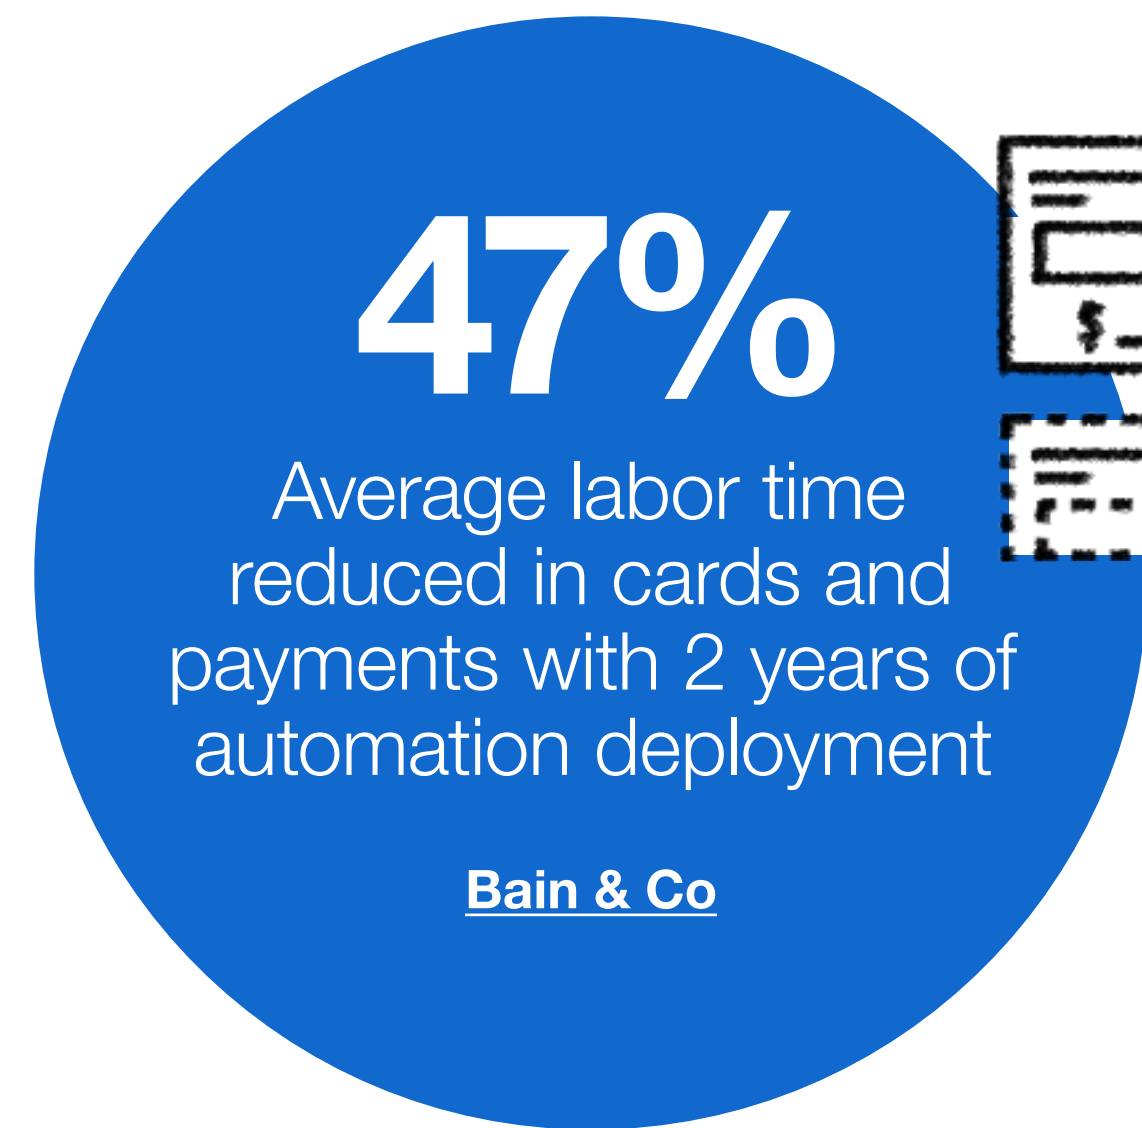 47%
Average labor time
reduced in cards and
payments with 2 years of
automation deployment
Bain & Co
$